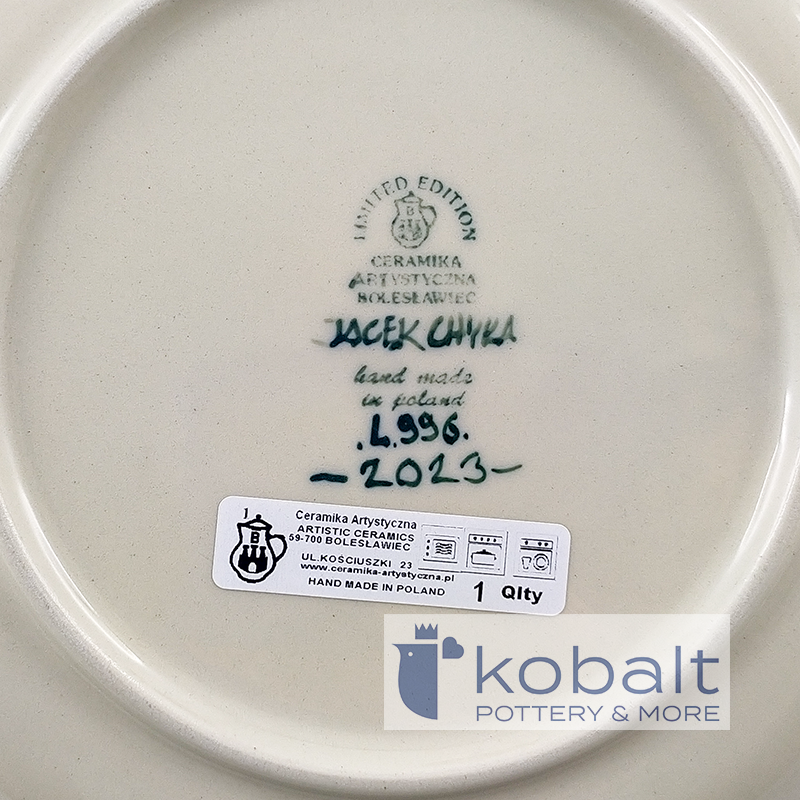 LIMITED EDITION
B
CERAMIKA
ARTYSTYCZNA
BOLESŁAWIEC
JACEK CHYŁA
hand made
in poland
.L.996.
-2023-
1
B
Ceramika Artystyczna
ARTISTIC CERAMICS
59-700 BOLESŁAWIEC
UL.KOŚCIUSZKI 23
www.ceramika-artystyczna.pl
HAND MADE IN POLAND
1 Qlty
kobalt
POTTERY & MORE